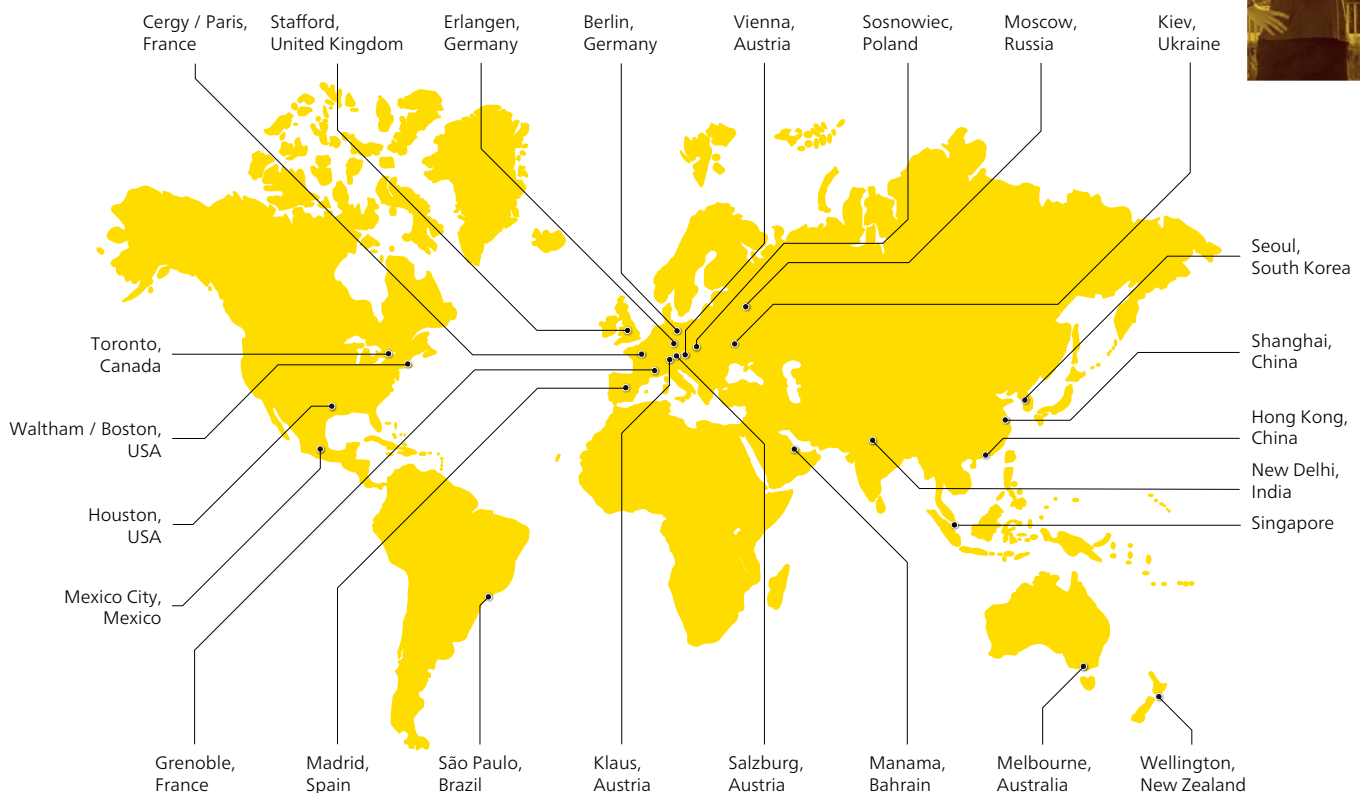 Cergy / Paris,
France
Stafford,
United Kingdom
Erlangen,
Germany
Berlin,
Germany
Vienna,
Austria
Sosnowiec,
Poland
Moscow,
Russia
Kiev,
Ukraine
Seoul,
South Korea
Toronto,
Canada
Shanghai,
China
Waltham / Boston,
USA
Hong Kong,
China
New Delhi,
India
Houston,
USA
Singapore
Mexico City,
Mexico
Grenoble,
France
Madrid,
Spain
São Paulo,
Brazil
Klaus,
Austria
Salzburg,
Austria
Manama,
Bahrain
Melbourne,
Australia
Wellington,
New Zealand